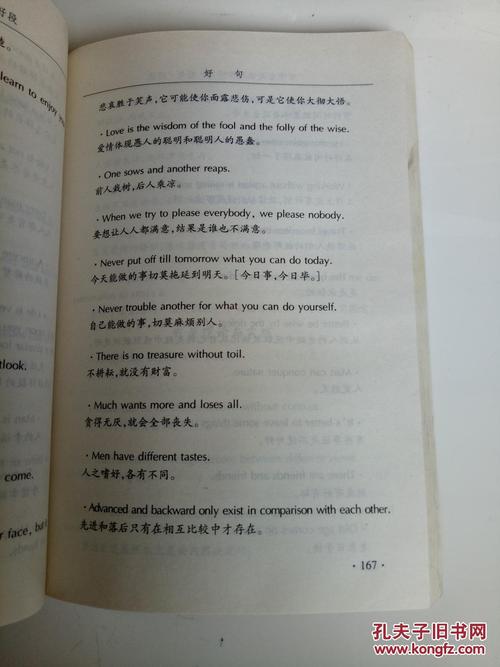 好段
learn to enjoy
tlook.
come.
r face, but
好 句
悲哀胜于笑声,它可能使你面露悲伤,可是它使你大彻大悟。
· Love is the wisdom of the fool and the folly of the wise.
爱情体现愚人的聪明和聪明人的愚蠢。
· One sows and another reaps.
前人栽树,后人乘凉。
· When we try to please everybody, we please nobody.
要想让人人都满意,结果是谁也不满意。
· Never put off till tomorrow what you can do today.
今天能做的事切莫拖延到明天。[今日事,今日毕。]
· Never trouble another for what you can do yourself.
自己能做的事,切莫麻烦别人。
· There is no treasure without toil.
不耕耘,就没有财富。
· Much wants more and loses all.
贪得无厌,就会全部丧失。
· Men have different tastes.
人之嗜好,各有不同。
· Advanced and backward only exist in comparison with each other.
先进和落后只有在相互比较中才存在。
· 167 ·
孔夫子旧书网
www.kongfz.com